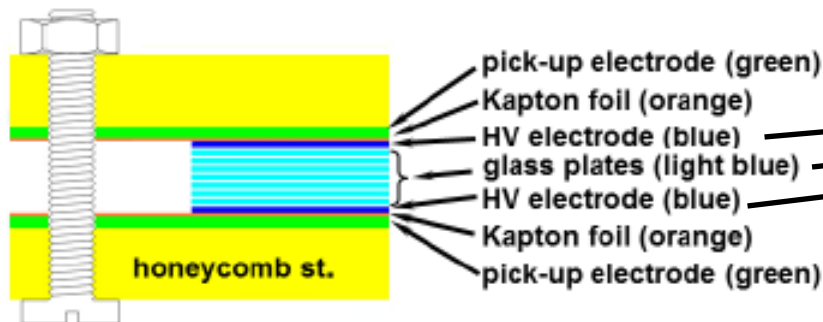 pick-up electrode (green)
Kapton foil (orange)
HV electrode (blue)
glass plates (light blue)
HV electrode (blue)
Kapton foil (orange)
pick-up electrode (green)
honeycomb st.